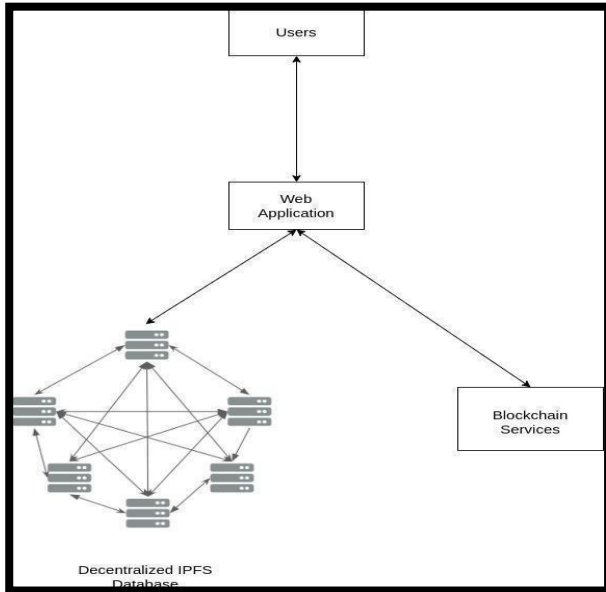 Users
Web
Application
Blockchain
Services
Decentralized IPFS
Database